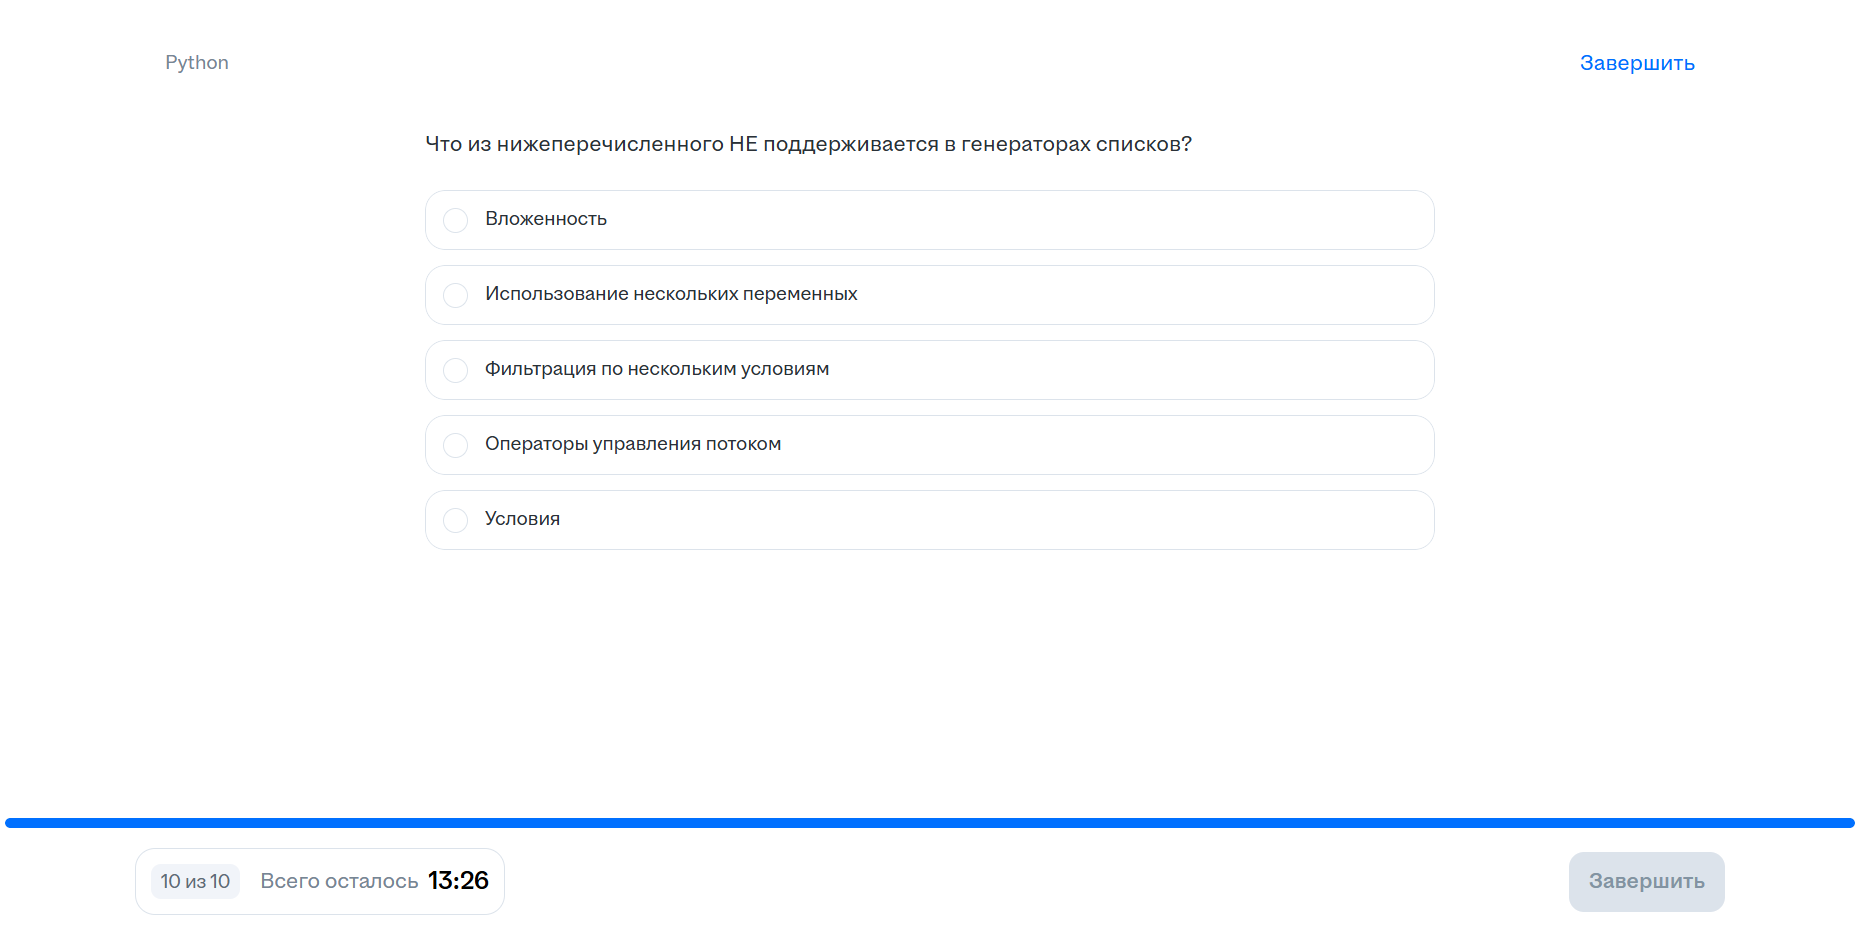 Python
Завершить
Что из нижеперечисленного НЕ поддерживается в генераторах списков?
Вложенность
Использование нескольких переменных
Фильтрация по нескольким условиям
Операторы управления потоком
Условия
10 из 10 Всего осталось 13:26
Завершить